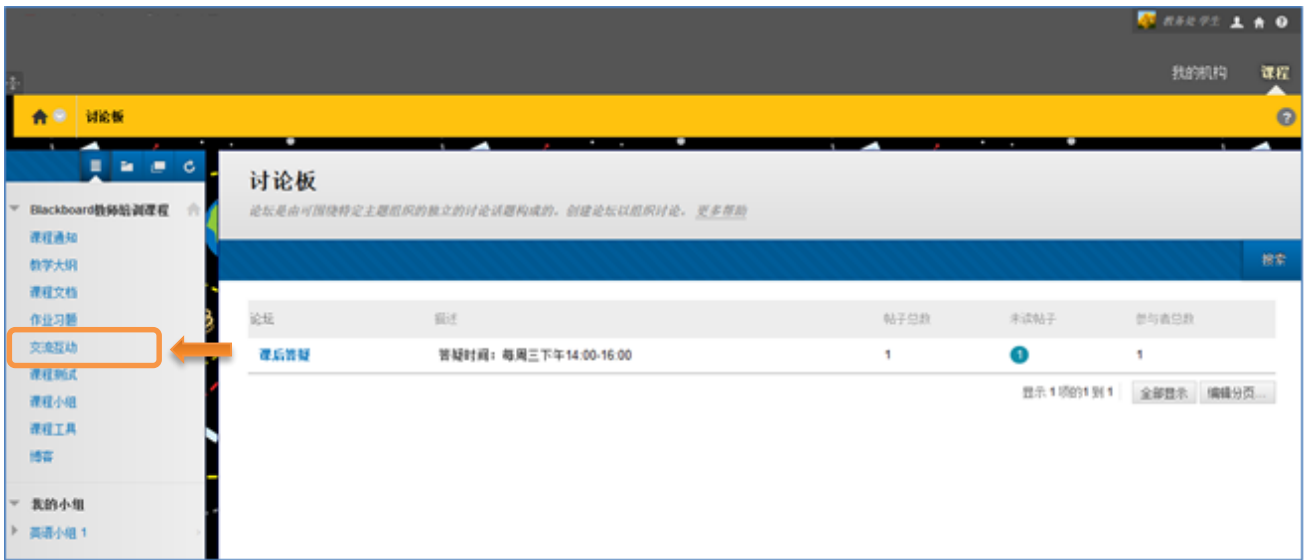 教务处 学生
我的机构 课程
讨论板
讨论板
论坛是由可围绕特定主题组织的独立的讨论话题构成的。创建论坛以组织讨论。 更多帮助
检索
Blackboard教师培训课程
课程通知
教学大纲
课程文档
作业习题
交流互动
课程测试
课程小组
课程工具
博客
我的小组
英语小组 1
论坛 描述 帖子总数 未读帖子 参与者总数
课后答疑 答疑时间：每周三下午14:00-16:00 1 1 1
显示 1 项的1 到 1 全部显示 编辑分页...